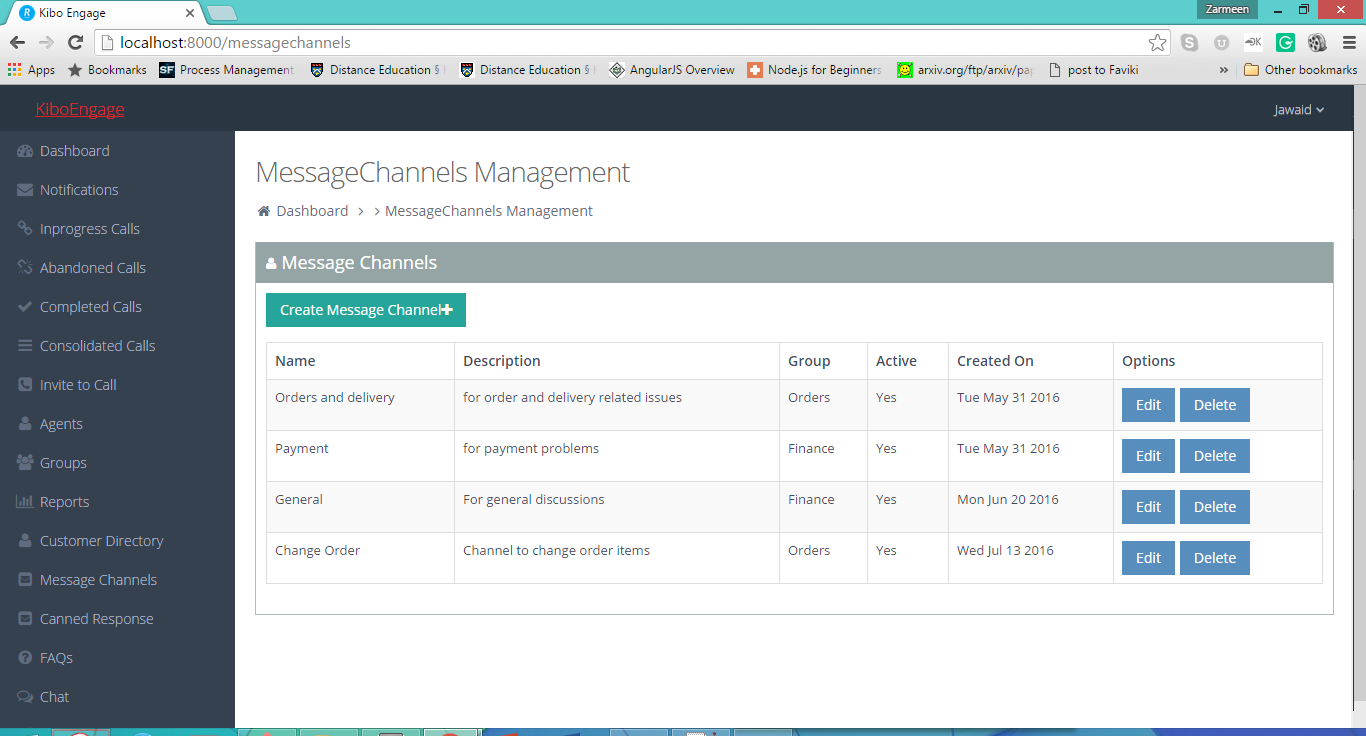 Kibo Engage
Zarmeen
localhost:8000/messagechannels
Apps Bookmarks SF Process Management Distance Education § Distance Education § AngularJS Overview Node.js for Beginners arxiv.org/ftp/arxiv/pap post to Faviki » Other bookmarks
KiboEngage
Jawaid
Dashboard
Notifications
Inprogress Calls
Abandoned Calls
Completed Calls
Consolidated Calls
Invite to Call
Agents
Groups
Reports
Customer Directory
Message Channels
Canned Response
FAQs
Chat
MessageChannels Management
Dashboard > > MessageChannels Management
Message Channels
Create Message Channel+
Name Description Group Active Created On Options
Orders and delivery for order and delivery related issues Orders Yes Tue May 31 2016 Edit Delete
Payment for payment problems Finance Yes Tue May 31 2016 Edit Delete
General For general discussions Finance Yes Mon Jun 20 2016 Edit Delete
Change Order Channel to change order items Orders Yes Wed Jul 13 2016 Edit Delete